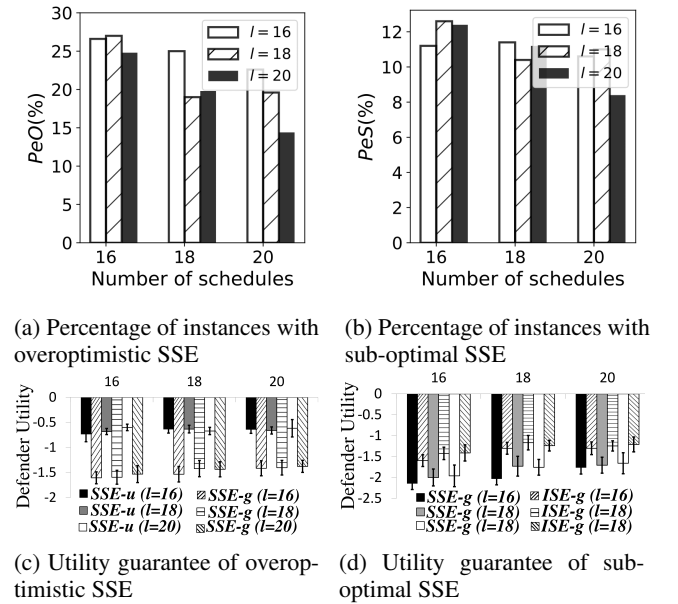 30
25
20
15
10
5
0
PeO(%)
l = 16
l = 18
l = 20
16 18 20
Number of schedules
12
10
8
6
4
2
0
PeS(%)
l = 16
l = 18
l = 20
16 18 20
Number of schedules
(a) Percentage of instances with
overoptimistic SSE
(b) Percentage of instances with
sub-optimal SSE
16 18 20
0
-0.5
-1
-1.5
-2
Defender Utility
SSE-u (l=16) SSE-g (l=16)
SSE-u (l=18) SSE-g (l=18)
SSE-u (l=20) SSE-g (l=20)
16 18 20
0
-0.5
-1
-1.5
-2
-2.5
Defender Utility
SSE-g (l=16) ISE-g (l=16)
SSE-g (l=18) ISE-g (l=18)
SSE-g (l=18) ISE-g (l=18)
(c) Utility guarantee of overop-
timistic SSE
(d) Utility guarantee of sub-
optimal SSE